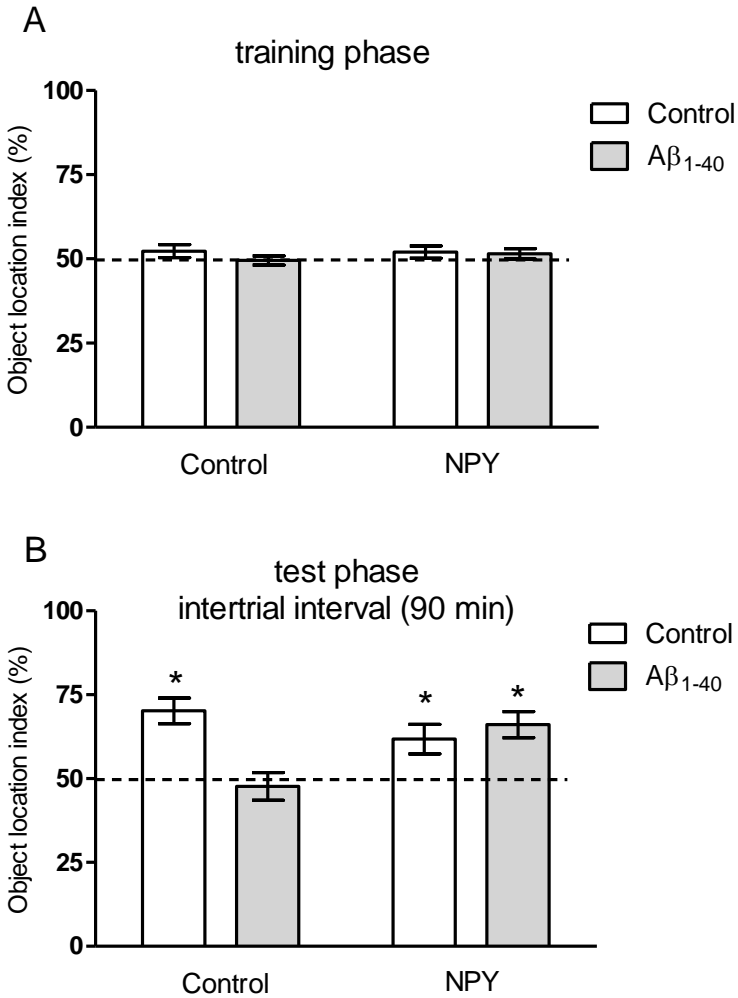 A
training phase
Object location index (%)
100
75
50
25
0
Control
Aβ1-40
Control NPY
B
test phase
intertrial interval (90 min)
Object location index (%)
100
75
50
25
0
* * *
Control
Aβ1-40
Control NPY